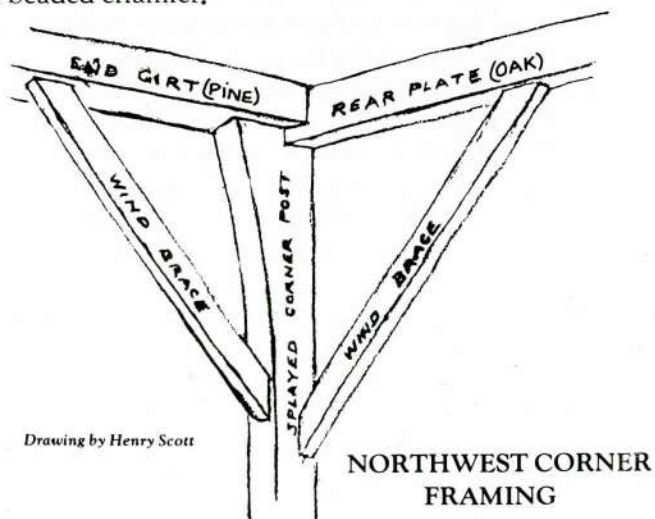 beaded channel.
END GIRT (PINE)
REAR PLATE (OAK)
WIND BRACE
SPLAYED CORNER POST
WIND BRACE
Drawing by Henry Scott
NORTHWEST CORNER
FRAMING